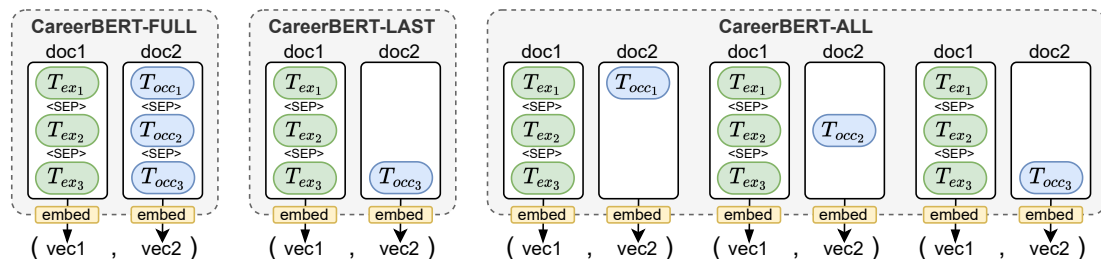 CareerBERT-FULL CareerBERT-LAST CareerBERT-ALL
doc1 doc2 doc1 doc2 doc1 doc2 doc1 doc2 doc1 doc2
T_ex1 T_occ1 T_ex1 T_ex1 T_occ1 T_ex1 T_ex1
<SEP> <SEP> <SEP> <SEP> <SEP> <SEP>
T_ex2 T_occ2 T_ex2 T_ex2 T_ex2 T_occ2 T_ex2
<SEP> <SEP> <SEP> <SEP> <SEP> <SEP>
T_ex3 T_occ3 T_ex3 T_occ3 T_ex3 T_ex3 T_ex3 T_occ3
embed embed embed embed embed embed embed embed embed embed
( vec1 , vec2 ) ( vec1 , vec2 ) ( vec1 , vec2 ) ( vec1 , vec2 ) ( vec1 , vec2 )